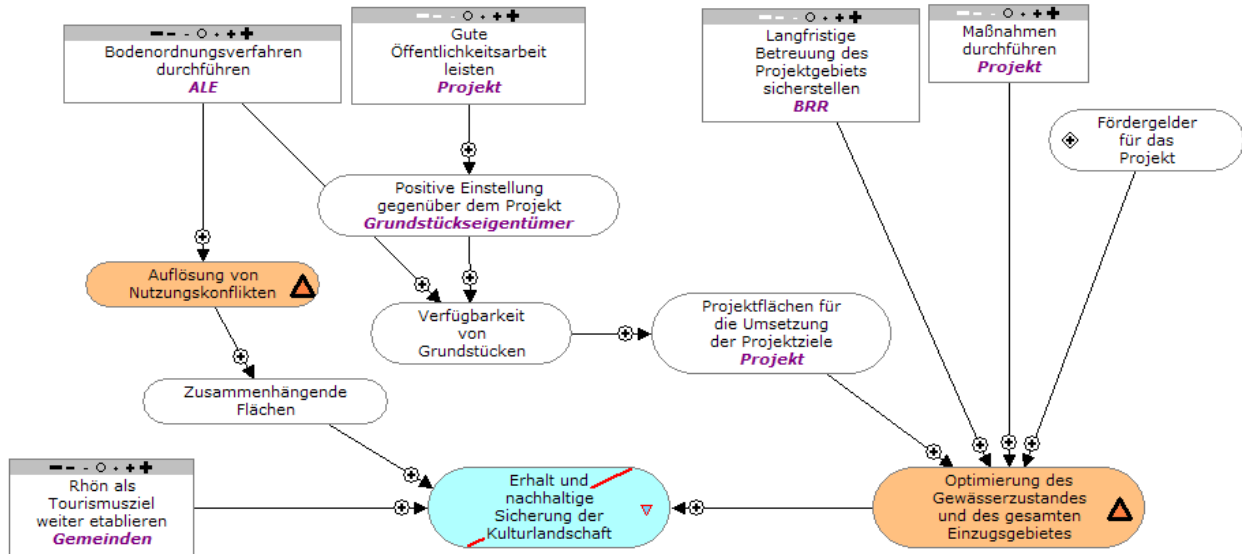 Bodenordnungsverfahren
durchführen
ALE
Gute
Öffentlichkeitsarbeit
leisten
Projekt
Langfristige
Betreuung des
Projektgebiets
sicherstellen
BRR
Maßnahmen
durchführen
Projekt
Fördergelder
für das
Projekt
Positive Einstellung
gegenüber dem Projekt
Grundstückseigentümer
Auflösung von
Nutzungskonflikten
Verfügbarkeit
von
Grundstücken
Projektflächen für
die Umsetzung
der Projektziele
Projekt
Zusammenhängende
Flächen
Rhön als
Tourismusziel
weiter etablieren
Gemeinden
Erhalt und
nachhaltige
Sicherung der
Kulturlandschaft
Optimierung des
Gewässerzustandes
und des gesamten
Einzugsgebietes